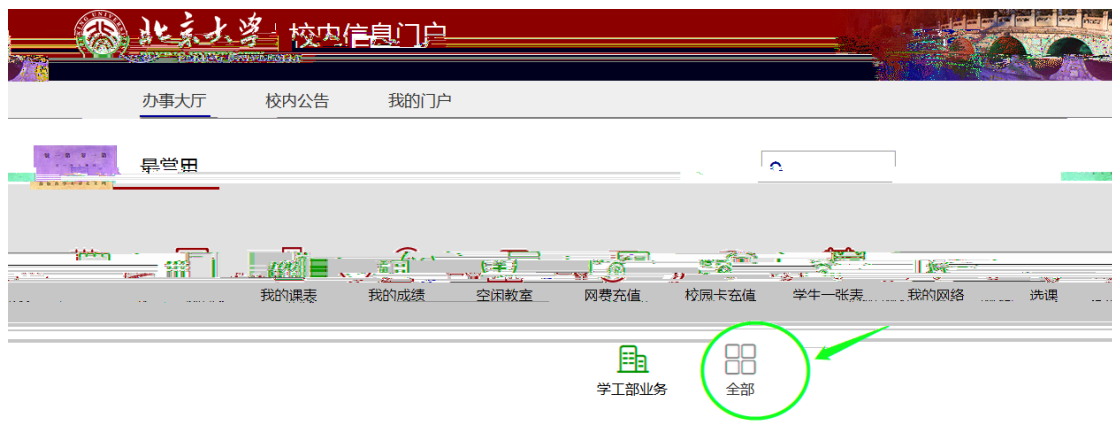 北京大学 校内信息门户
办事大厅 校内公告 我的门户
最常用
我的课表 我的成绩 空闲教室 网费充值 校园卡充值 学生一张表 我的网络 选课
学工部业务 全部